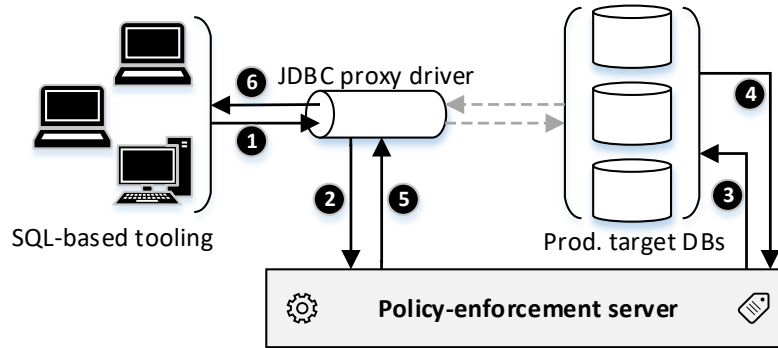 JDBC proxy driver
6
1
4
2
5
3
SQL-based tooling
Prod. target DBs
Policy-enforcement server